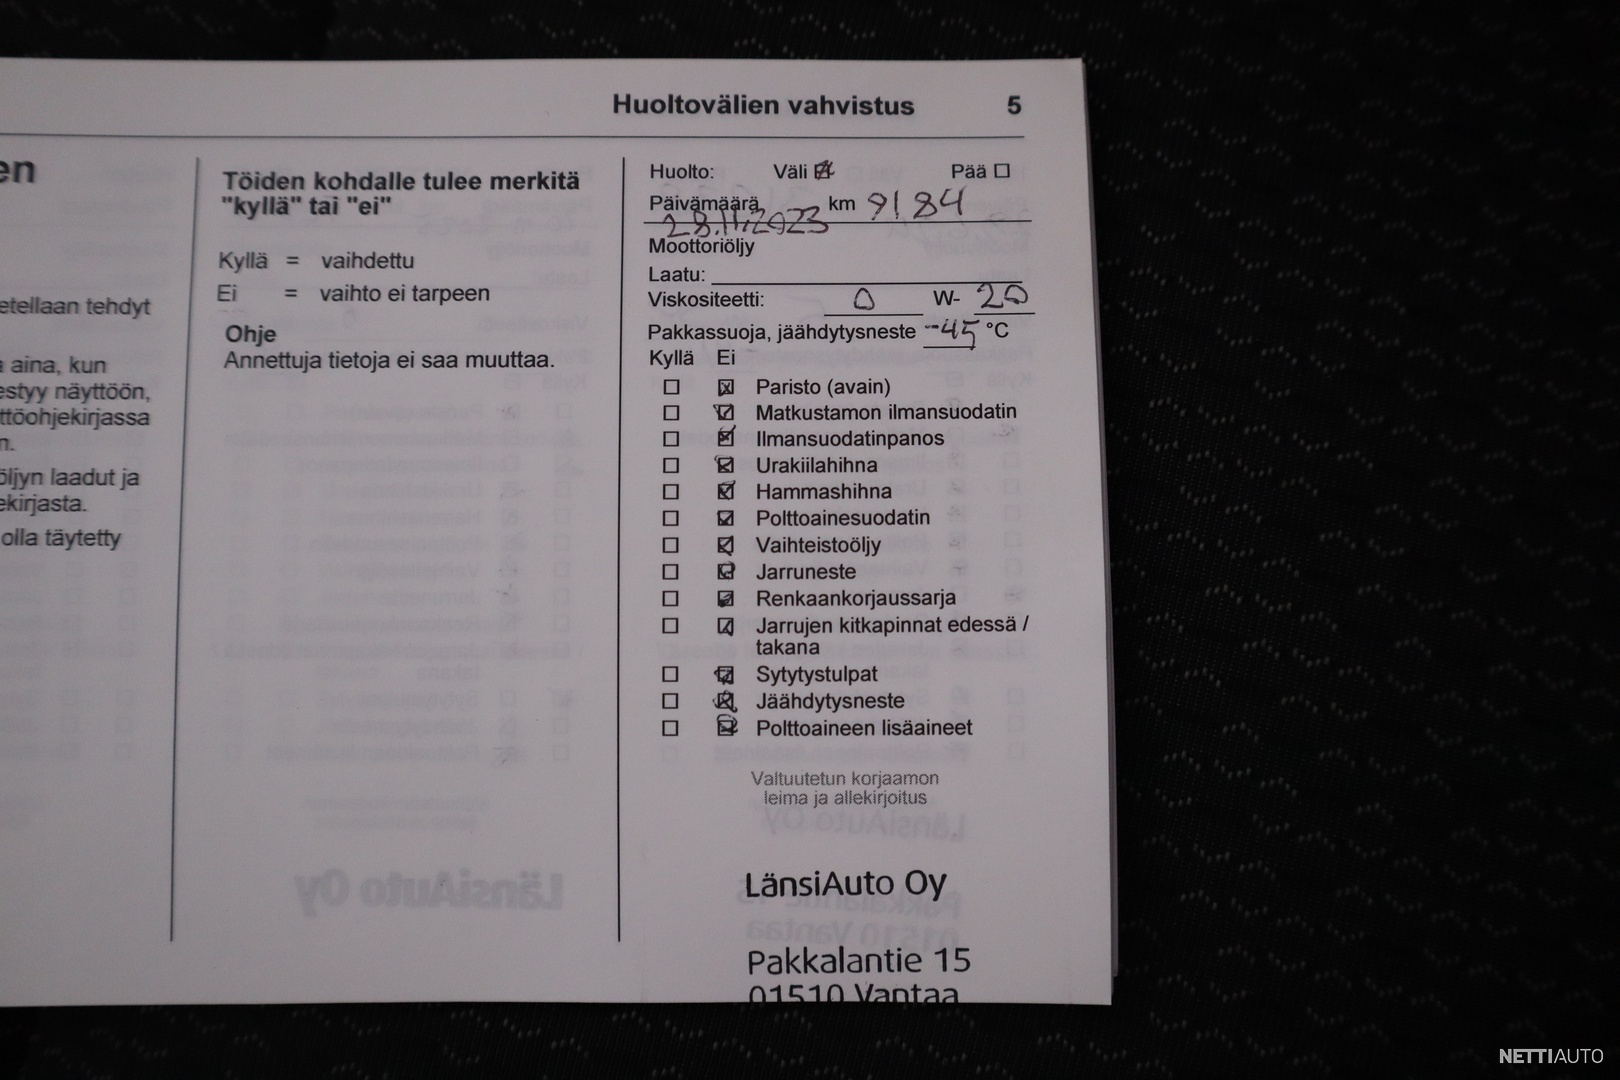 Huoltovälien vahvistus 5
en
etellaan tehdyt
aina, kun
estyy näyttöön,
ttöohjekirjassa
n.
öljyn laadut ja
ekirjasta.
olla täytetty
Töiden kohdalle tulee merkitä
"kyllä" tai "ei"
Kyllä = vaihdettu
Ei = vaihto ei tarpeen
Ohje
Annettuja tietoja ei saa muuttaa.
Huolto: Väli ☒ Pää ☐
Päivämäärä km 9184
28.11.2023
Moottoriöljy
Laatu:
Viskositeetti: 0 W- 20
Pakkassuoja, jäähdytysneste -45 °C
Kyllä Ei
☐ ☒ Paristo (avain)
☐ ☒ Matkustamon ilmansuodatin
☐ ☒ Ilmansuodatinpanos
☐ ☒ Urakiilahihna
☐ ☒ Hammashihna
☐ ☒ Polttoainesuodatin
☐ ☒ Vaihteistoöljy
☐ ☒ Jarruneste
☐ ☒ Renkaankorjaussarja
☐ ☒ Jarrujen kitkapinnat edessä /
takana
☐ ☒ Sytytystulpat
☐ ☒ Jäähdytysneste
☐ ☒ Polttoaineen lisäaineet
Valtuutetun korjaamon
leima ja allekirjoitus
LänsiAuto Oy
Pakkalantie 15
01510 Vantaa
NETTIAUTO